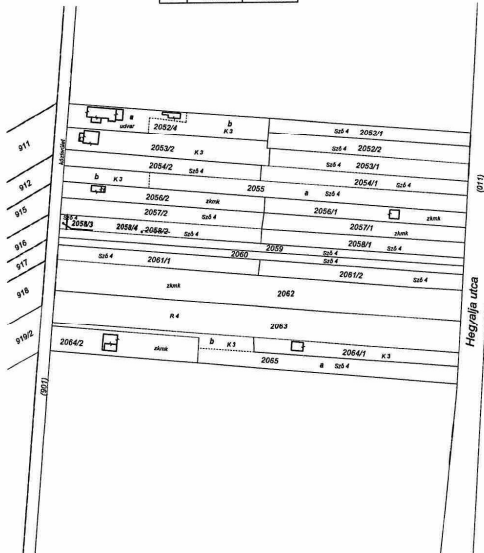 a
udvar
2052/4
b
K 3
Sző 4 2052/1
2053/2 K 3
Sző 4 2052/2
2054/2 Sző 4
Sző 4 2053/1
b K 3
2055
2054/1 Sző 4
a Sző 4
2056/2 zkmk
2056/1 zkmk
2057/2 Sző 4
2057/1 zkmk
Sző 4
2058/3 2058/4 2058/2 Sző 4
2058/1 Sző 4
2059 Sző 4
2060 Sző 4
Sző 4 2061/1
2061/2 Sző 4
zkmk 2062
R 4 2063
2064/2 zkmk
b K 3
2064/1 K 3
2065 a Sző 4
911
912
915
916
917
918
919/2
(901)
(011)
Hegyalja utca